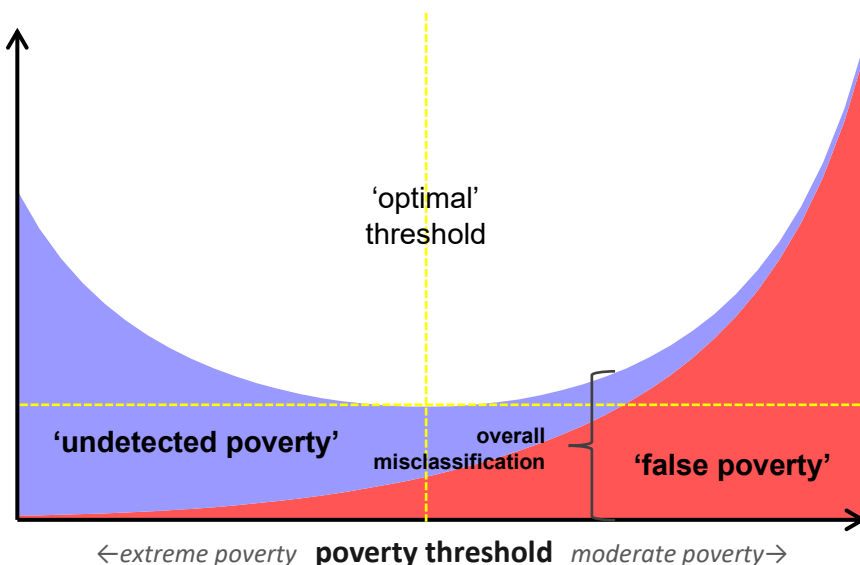 ‘optimal’
threshold
‘undetected poverty’
overall
misclassification
‘false poverty’
←extreme poverty poverty threshold moderate poverty→